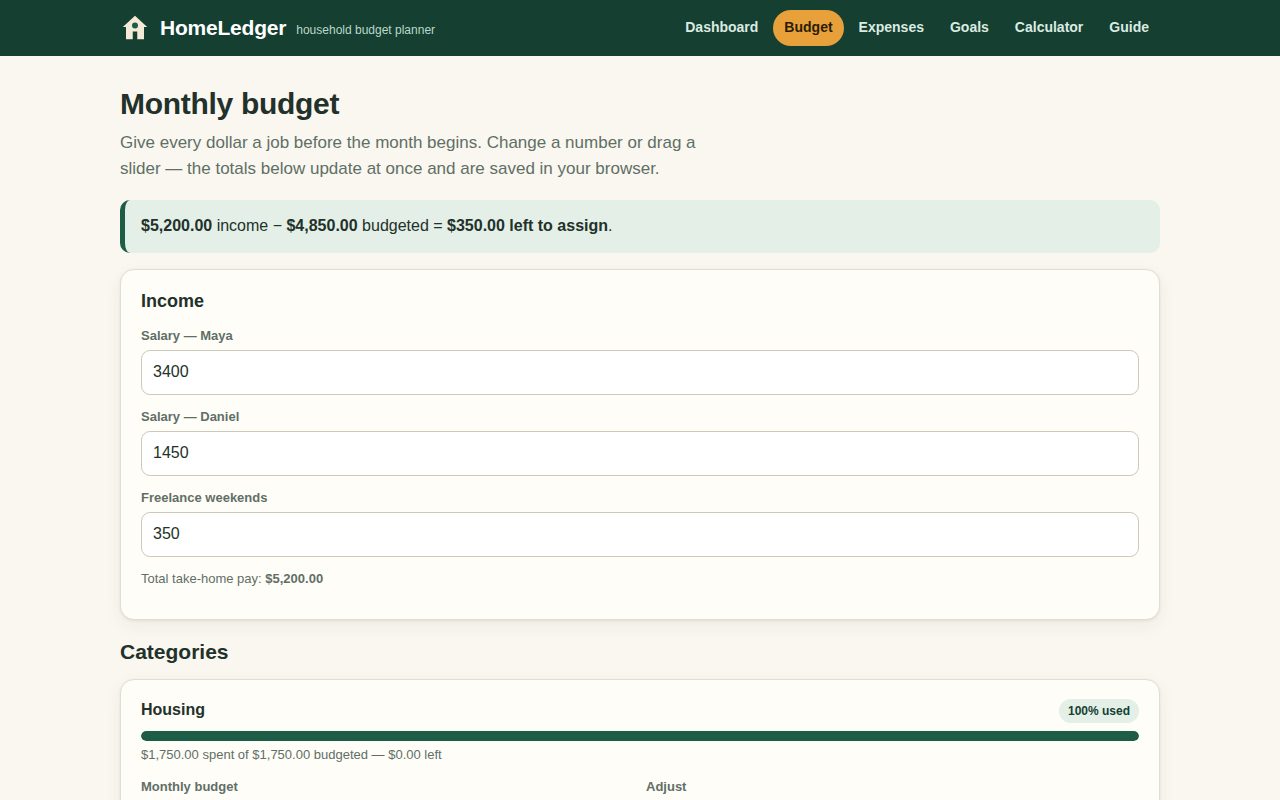 HomeLedger household budget planner Dashboard Budget Expenses Goals Calculator Guide
Monthly budget
Give every dollar a job before the month begins. Change a number or drag a
slider — the totals below update at once and are saved in your browser.
$5,200.00 income − $4,850.00 budgeted = $350.00 left to assign.
Income
Salary — Maya
3400
Salary — Daniel
1450
Freelance weekends
350
Total take-home pay: $5,200.00
Categories
Housing 100% used
$1,750.00 spent of $1,750.00 budgeted — $0.00 left
Monthly budget Adjust